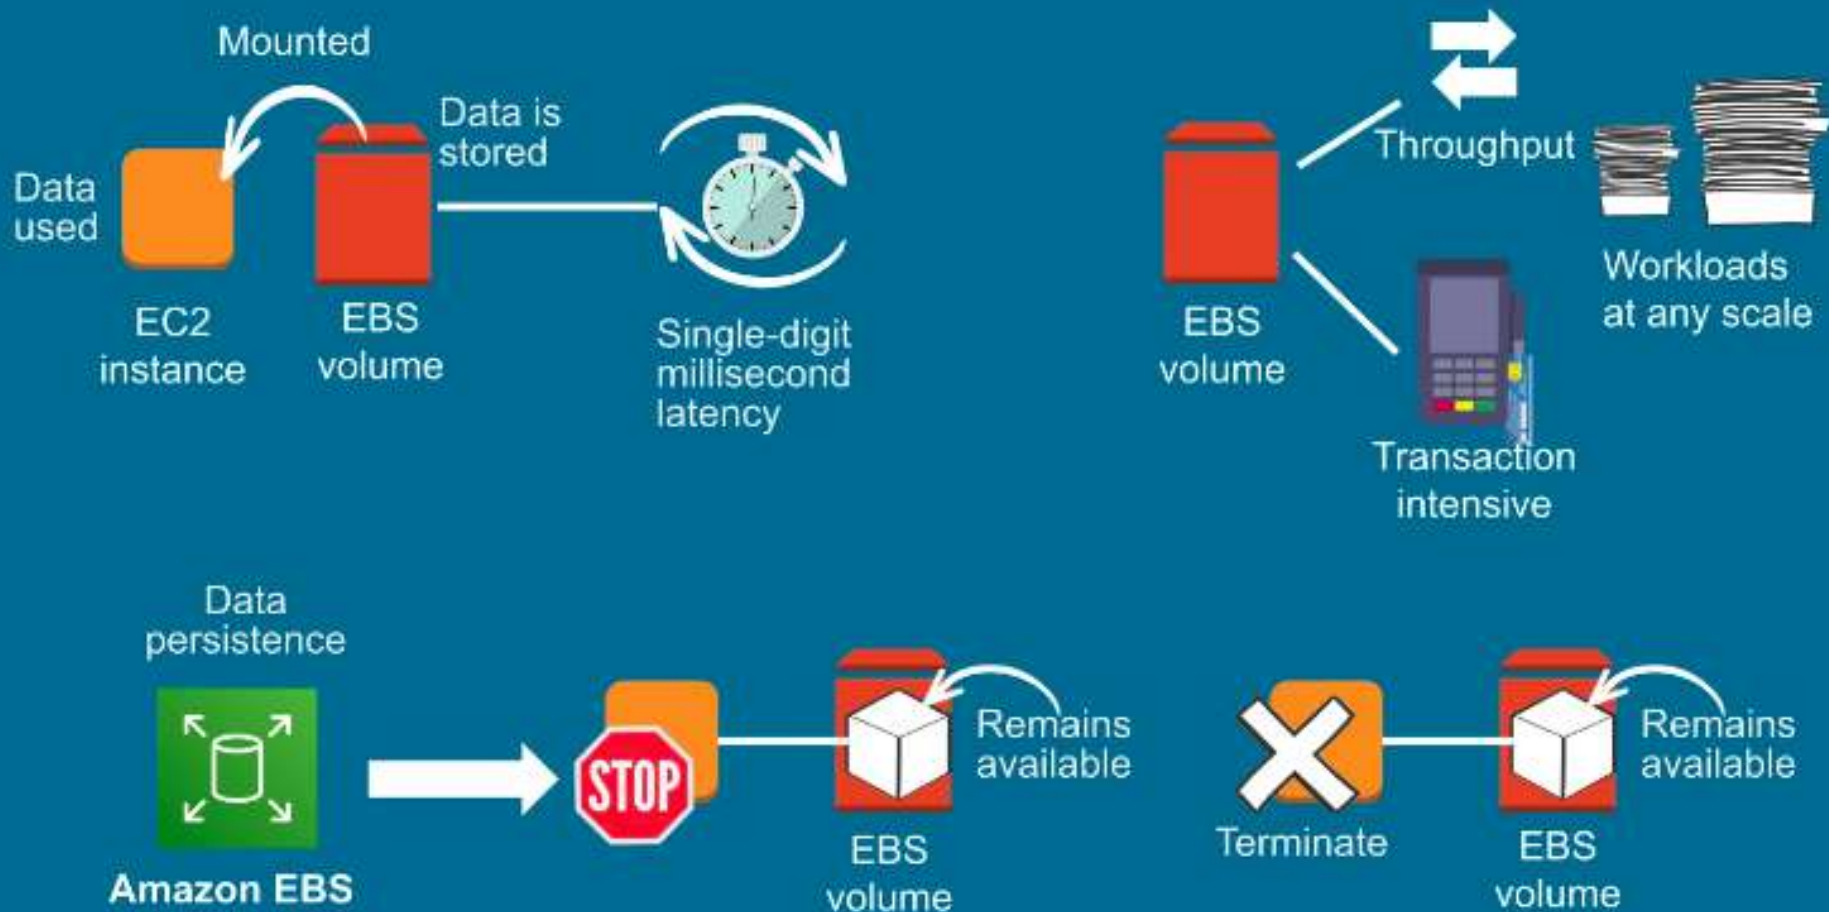 Mounted
Data is
stored
Data
used
EC2
instance
EBS
volume
Single-digit
millisecond
latency
Throughput
Workloads
at any scale
EBS
volume
Transaction
intensive
Data
persistence
Amazon EBS
STOP
Remains
available
EBS
volume
Terminate
Remains
available
EBS
volume